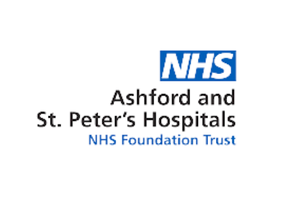 NHS
Ashford and
St. Peter's Hospitals
NHS Foundation Trust